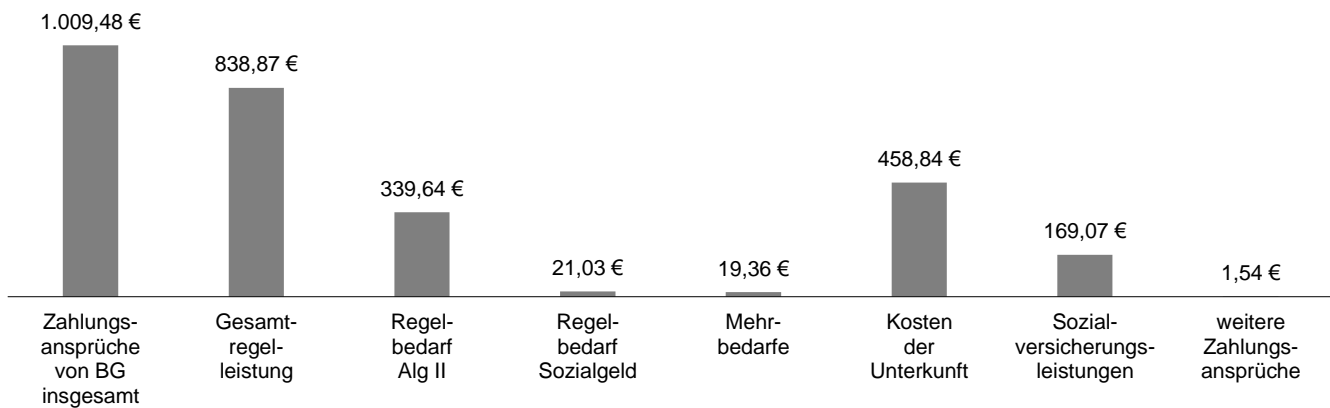 1.009,48 €
838,87 €
339,64 €
21,03 €
19,36 €
458,84 €
169,07 €
1,54 €
Zahlungs-
ansprüche
von BG
insgesamt
Gesamt-
regel-
leistung
Regel-
bedarf
Alg II
Regel-
bedarf
Sozialgeld
Mehr-
bedarfe
Kosten
der
Unterkunft
Sozial-
versicherungs-
leistungen
weitere
Zahlungs-
ansprüche